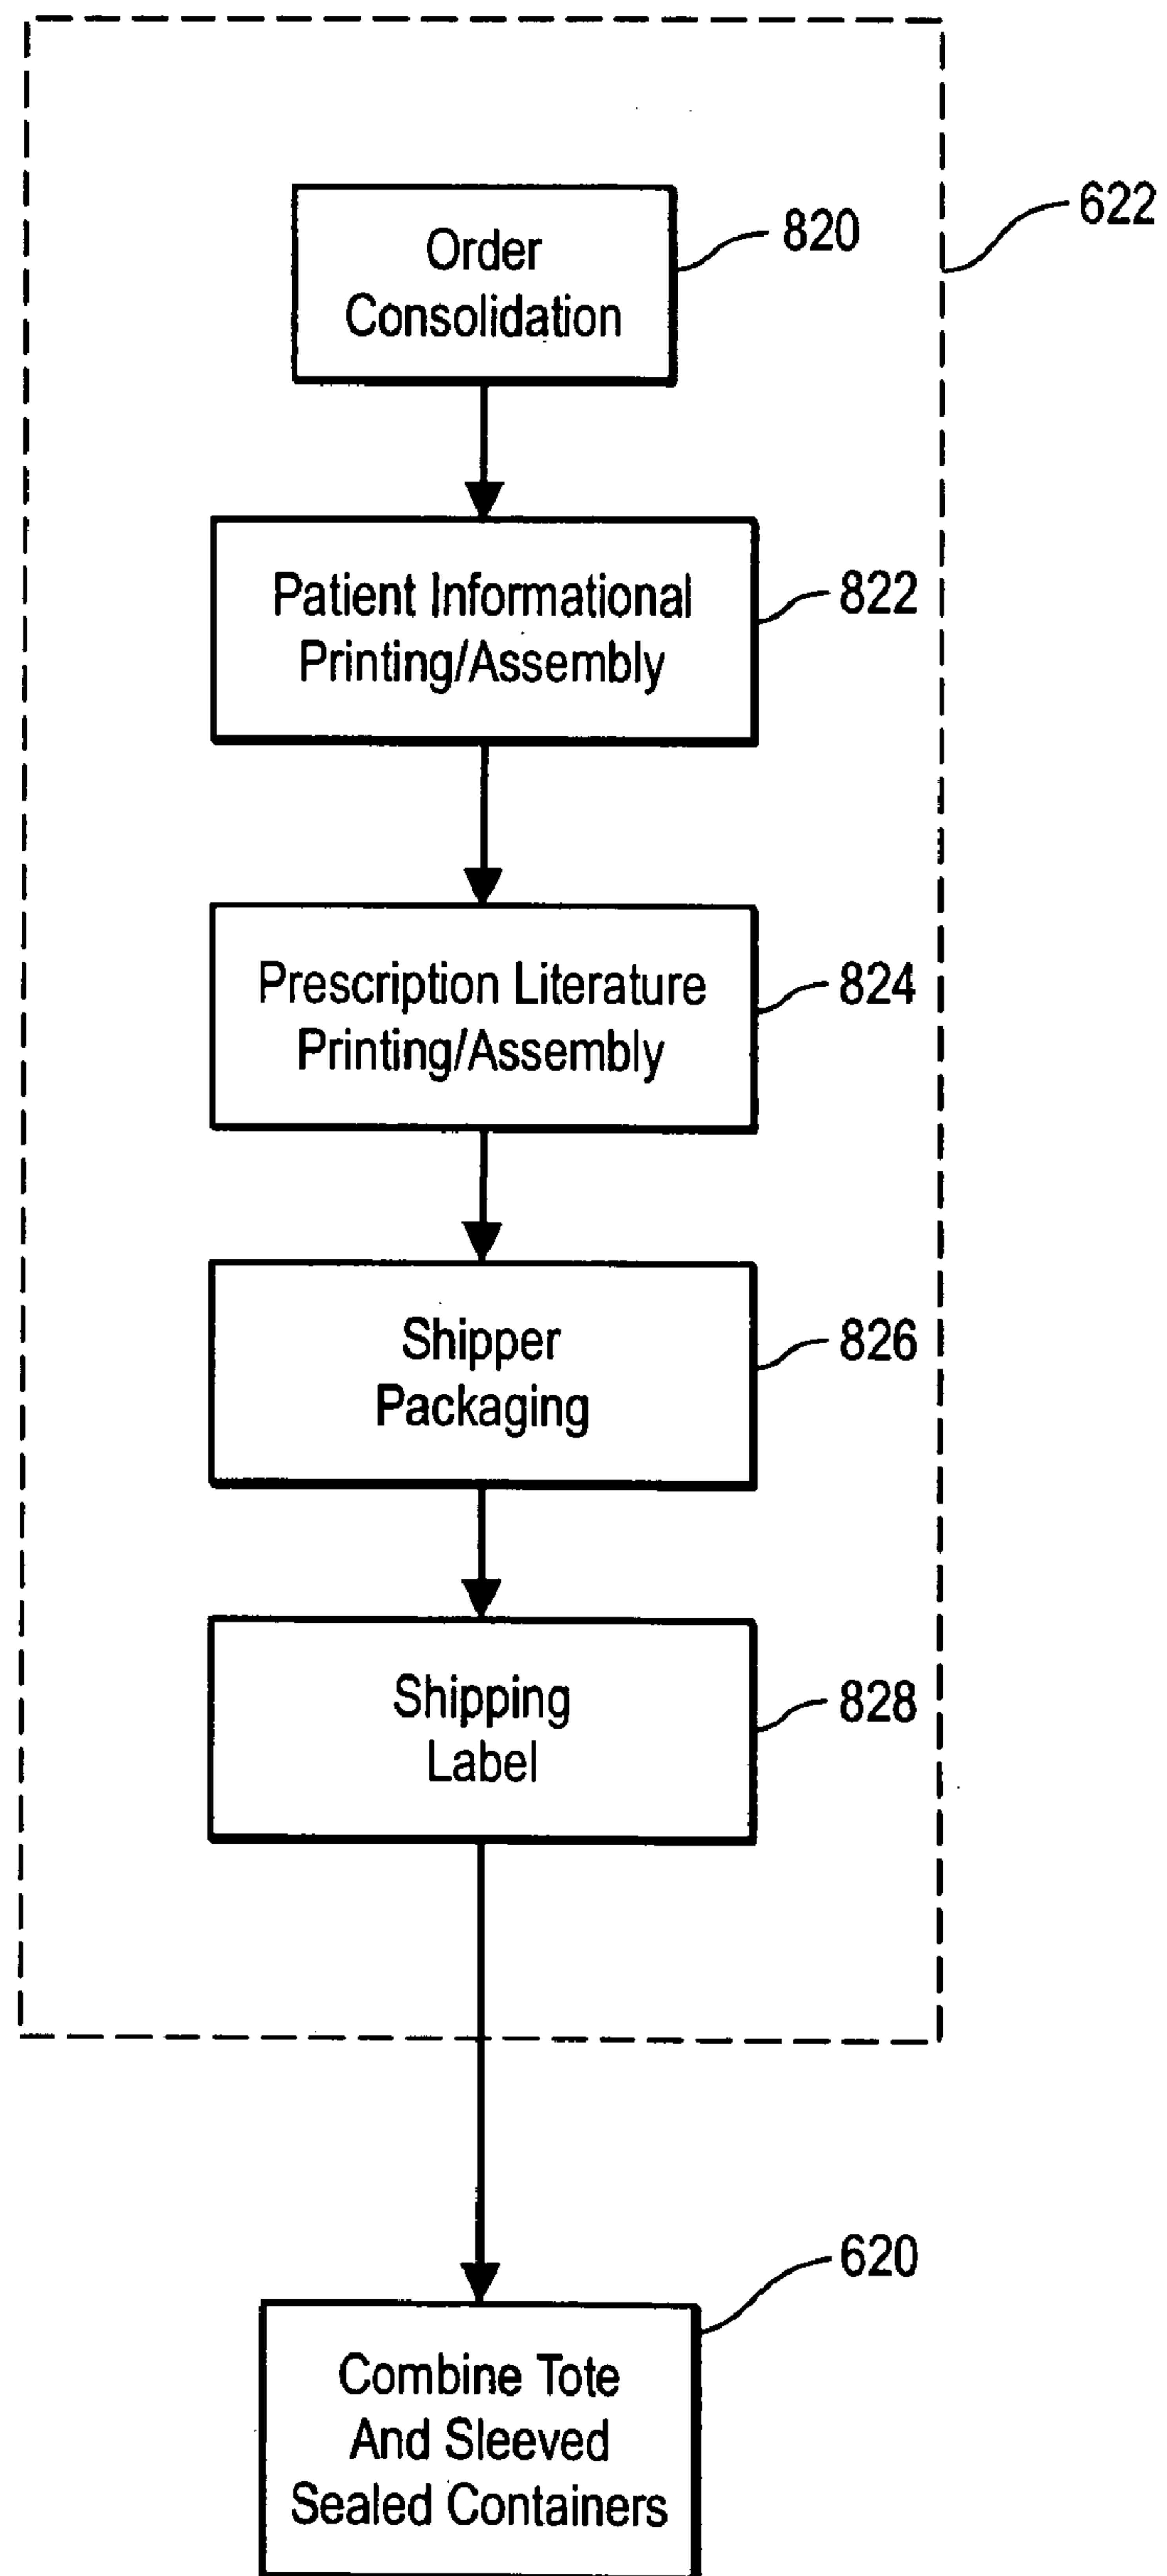 622
Order
Consolidation
820
Patient Informational
Printing/Assembly
822
Prescription Literature
Printing/Assembly
824
Shipper
Packaging
826
Shipping
Label
828
Combine Tote
And Sleeved
Sealed Containers
620